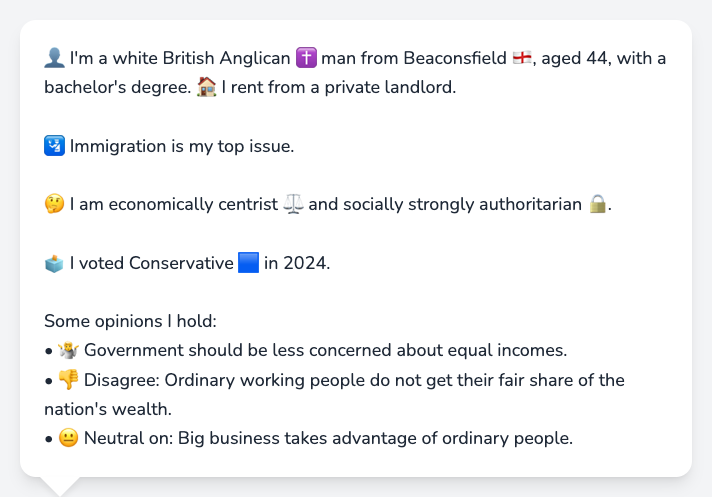 👤 I'm a white British Anglican ✝️ man from Beaconsfield 🏴󠁧󠁢󠁥󠁮󠁧󠁿, aged 44, with a
bachelor's degree. 🏠 I rent from a private landlord.
🛂 Immigration is my top issue.
🤔 I am economically centrist ⚖️ and socially strongly authoritarian 🔒.
🗳️ I voted Conservative 🟦 in 2024.
Some opinions I hold:
• 🤷 Government should be less concerned about equal incomes.
• 👎 Disagree: Ordinary working people do not get their fair share of the
nation's wealth.
• 😐 Neutral on: Big business takes advantage of ordinary people.